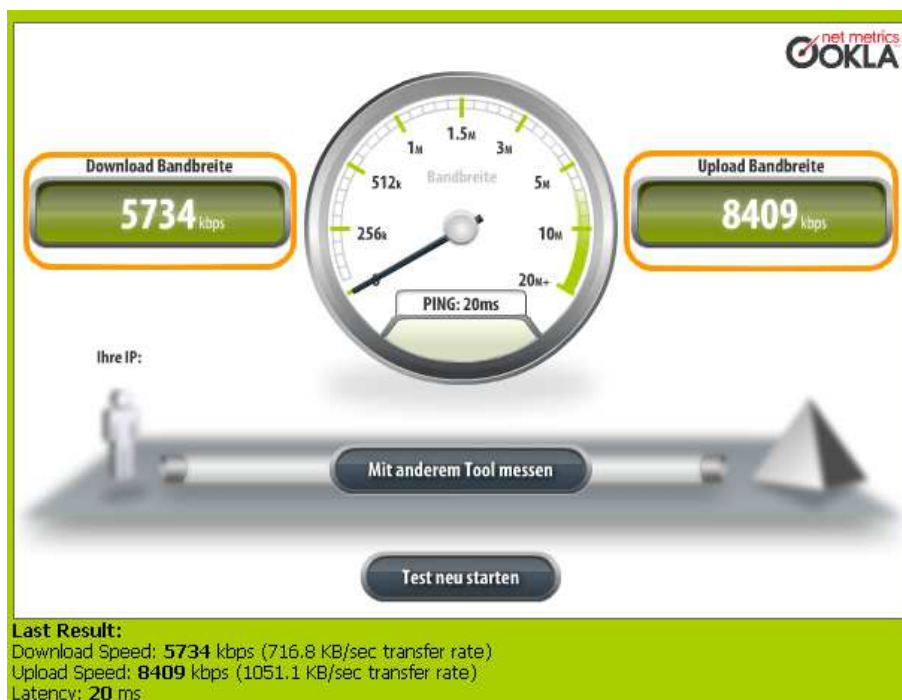 net metrics
OOKLA
Download Bandbreite
5734 kbps
Upload Bandbreite
8409 kbps
Bandbreite
0
256k
512k
1M
1.5M
3M
5M
10M
20M+
PING: 20ms
Ihre IP:
Mit anderem Tool messen
Test neu starten
Last Result:
Download Speed: 5734 kbps (716.8 KB/sec transfer rate)
Upload Speed: 8409 kbps (1051.1 KB/sec transfer rate)
Latency: 20 ms